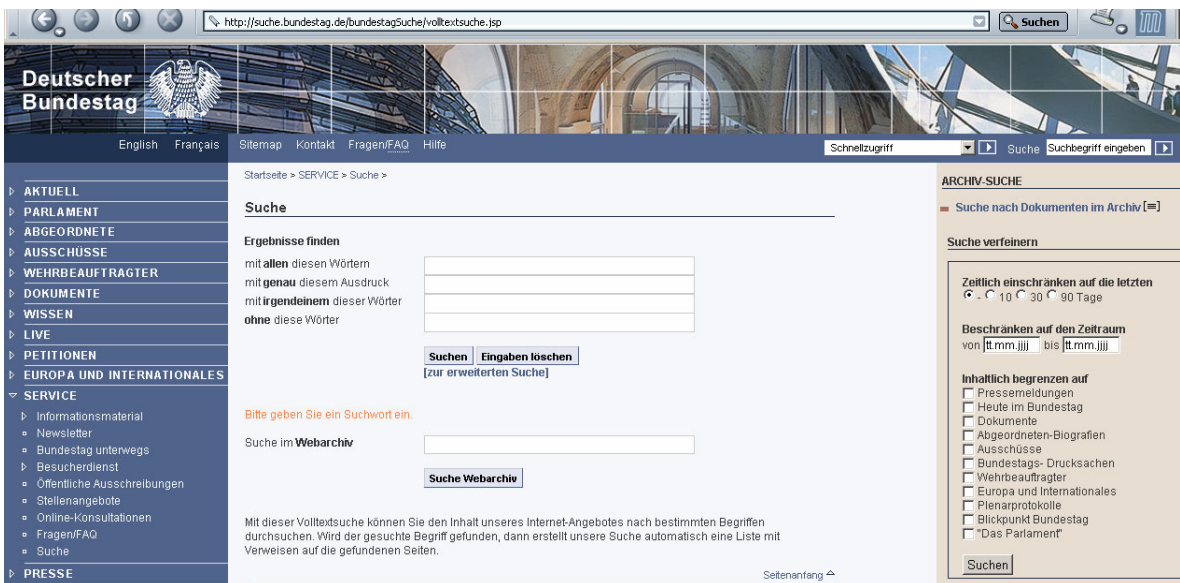 http://suche.bundestag.de/bundestagSuche/volltextsuche.jsp
Suchen
Deutscher
Bundestag
English Français Sitemap Kontakt Fragen/FAQ Hilfe
Schnellzugriff Suche Suchbegriff eingeben
AKTUELL
PARLAMENT
ABGEORDNETE
AUSSCHÜSSE
WEHRBEAUFTRAGTER
DOKUMENTE
WISSEN
LIVE
PETITIONEN
EUROPA UND INTERNATIONALES
SERVICE
Informationsmaterial
Newsletter
Bundestag unterwegs
Besucherdienst
Öffentliche Ausschreibungen
Stellenangebote
Online-Konsultationen
Fragen/FAQ
Suche
PRESSE
Startseite > SERVICE > Suche >
Suche
Ergebnisse finden
mit allen diesen Wörtern
mit genau diesem Ausdruck
mit irgendeinem dieser Wörter
ohne diese Wörter
Suchen Eingaben löschen
[zur erweiterten Suche]
Bitte geben Sie ein Suchwort ein.
Suche im Webarchiv
Suche Webarchiv
Mit dieser Volltextsuche können Sie den Inhalt unseres Internet-Angebotes nach bestimmten Begriffen
durchsuchen. Wird der gesuchte Begriff gefunden, dann erstellt unsere Suche automatisch eine Liste mit
Verweisen auf die gefundenen Seiten.
Seitenanfang
ARCHIV-SUCHE
Suche nach Dokumenten im Archiv [≡]
Suche verfeinern
Zeitlich einschränken auf die letzten
- 10 30 90 Tage
Beschränken auf den Zeitraum
von tt.mm.jjjj bis tt.mm.jjjj
Inhaltlich begrenzen auf
Pressemeldungen
Heute im Bundestag
Dokumente
Abgeordneten-Biografien
Ausschüsse
Bundestags- Drucksachen
Wehrbeauftragter
Europa und Internationales
Plenarprotokolle
Blickpunkt Bundestag
"Das Parlament"
Suchen